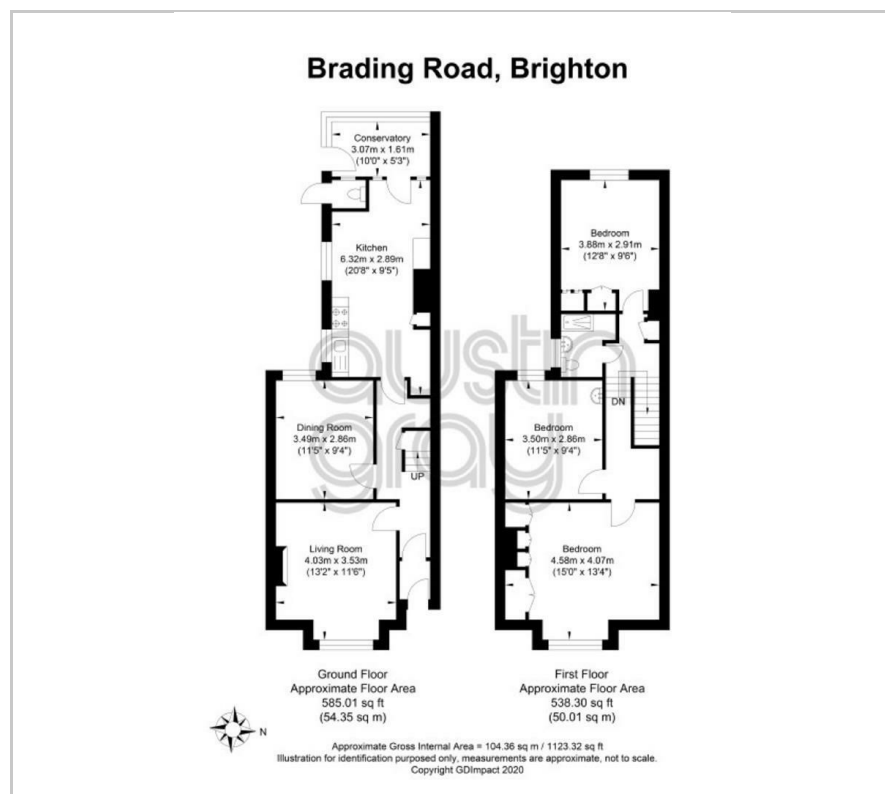 Brading Road, Brighton
Conservatory
3.07m x 1.61m
(10'0" x 5'3")
Kitchen
6.32m x 2.89m
(20'8" x 9'5")
Dining Room
3.49m x 2.86m
(11'5" x 9'4")
UP
Living Room
4.03m x 3.53m
(13'2" x 11'6")
Ground Floor
Approximate Floor Area
585.01 sq ft
(54.35 sq m)
Bedroom
3.88m x 2.91m
(12'8" x 9'6")
DN
Bedroom
3.50m x 2.86m
(11'5" x 9'4")
Bedroom
4.58m x 4.07m
(15'0" x 13'4")
First Floor
Approximate Floor Area
538.30 sq ft
(50.01 sq m)
austin
gray
N
Approximate Gross Internal Area = 104.36 sq m / 1123.32 sq ft
Illustration for identification purposed only, measurements are approximate, not to scale.
Copyright GDImpact 2020